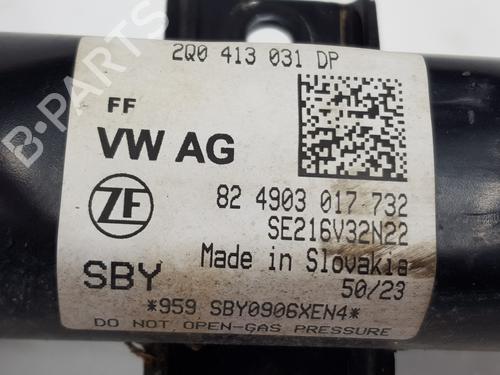 2Q0 413 031 DP
FF
VW AG
ZF
82 4903 017 732
SE216V32N22
Made in Slovakia
SBY
50/23
*959 SBY0906XEN4*
DO NOT OPEN-GAS PRESSURE
B-PARTS